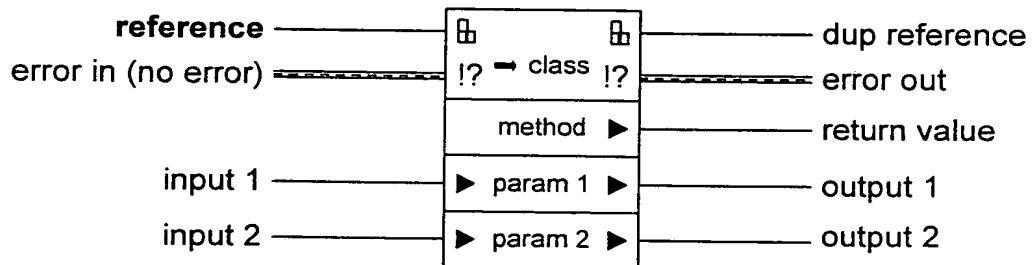 reference dup reference
error in (no error) !? class !? error out
method return value
input 1 param 1 output 1
input 2 param 2 output 2